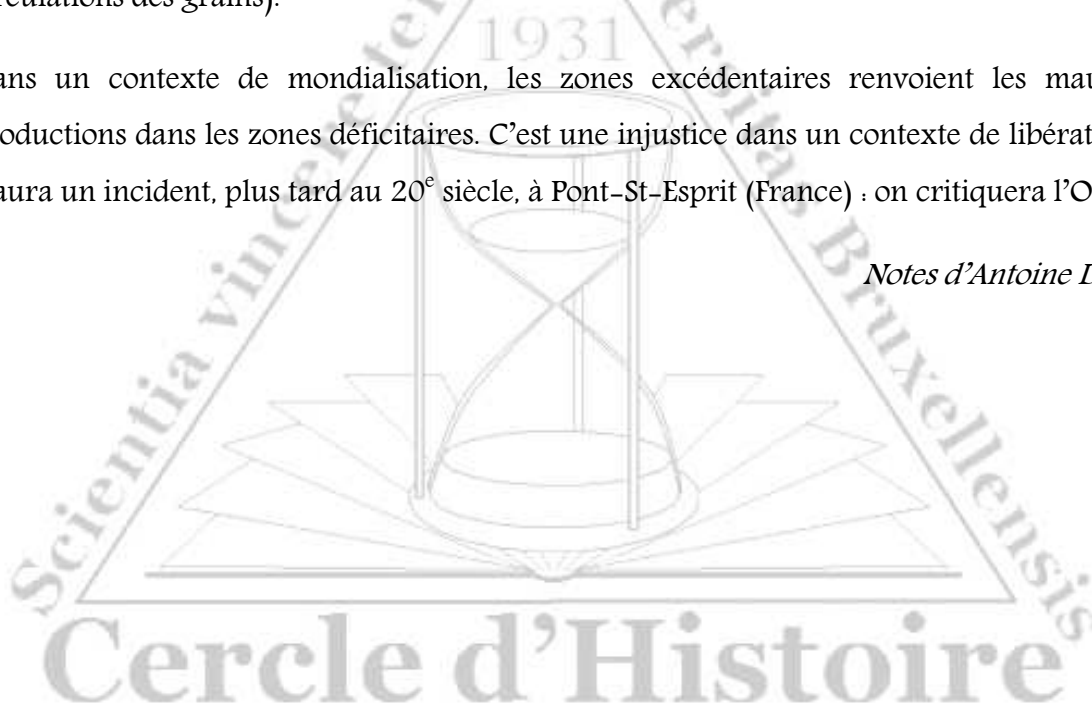 culations des grains).
1931
ans un contexte de mondialisation, les zones excédentaires renvoient les mau
oductions dans les zones déficitaires. C'est une injustice dans un contexte de libérat
aura un incident, plus tard au 20e siècle, à Pont-St-Esprit (France) : on critiquera l'O
Notes d'Antoine
Scientia vincere
Bruxellensis
Cercle d'Histoire